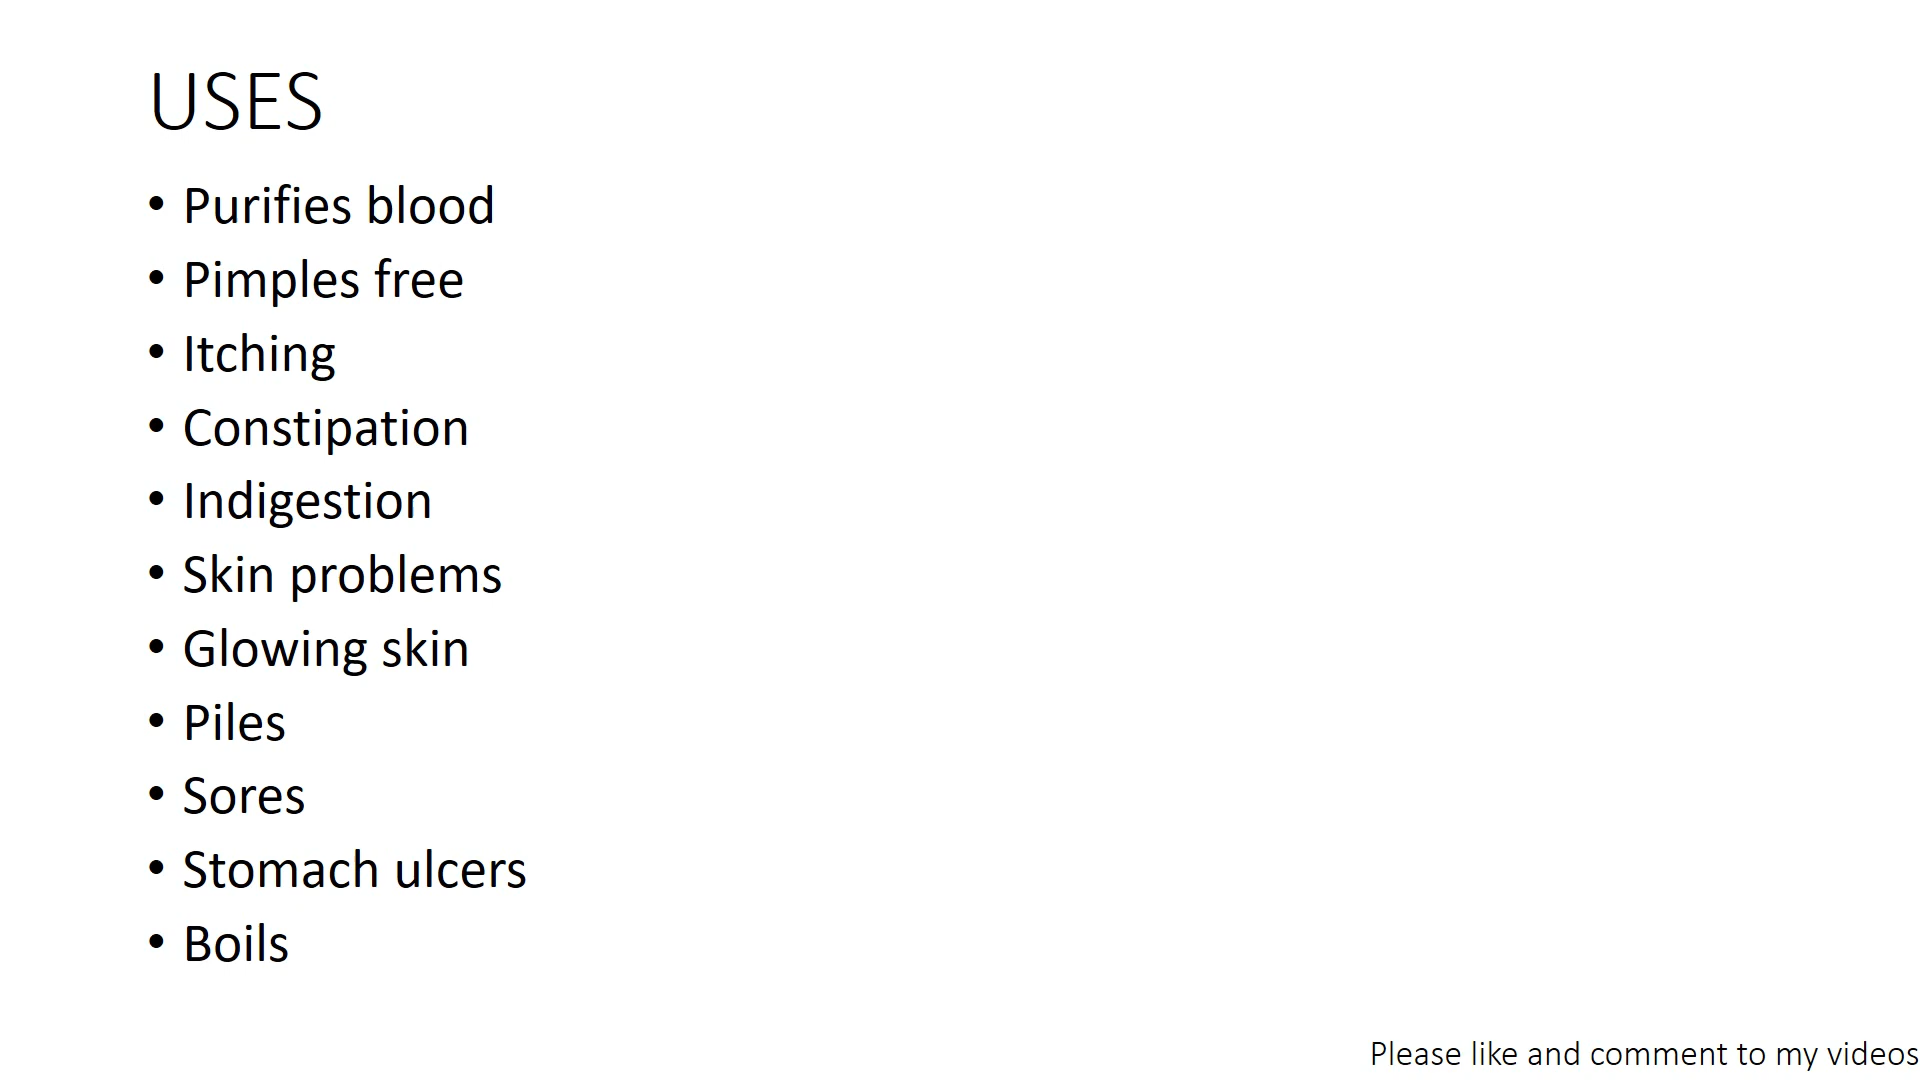 USES
• Purifies blood
• Pimples free
• Itching
• Constipation
• Indigestion
• Skin problems
• Glowing skin
• Piles
• Sores
• Stomach ulcers
• Boils
Please like and comment to my videos